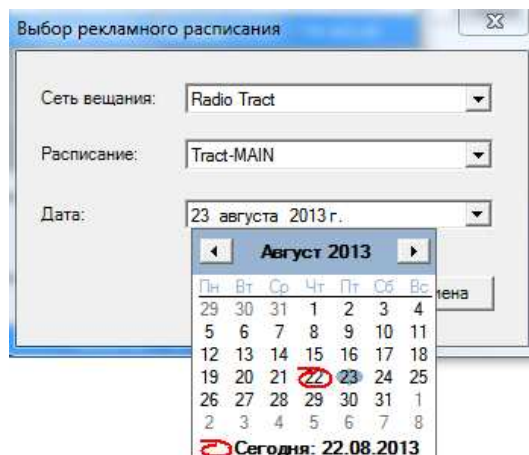 Выбор рекламного расписания
Сеть вещания: Radio Tract
Расписание: Tract-MAIN
Дата: 23 августа 2013 г.
Август 2013
Пн Вт Ср Чт Пт Сб Вс
29 30 31 1 2 3 4
5 6 7 8 9 10 11
12 13 14 15 16 17 18
19 20 21 22 23 24 25
26 27 28 29 30 31 1
2 3 4 5 6 7 8
Сегодня: 22.08.2013